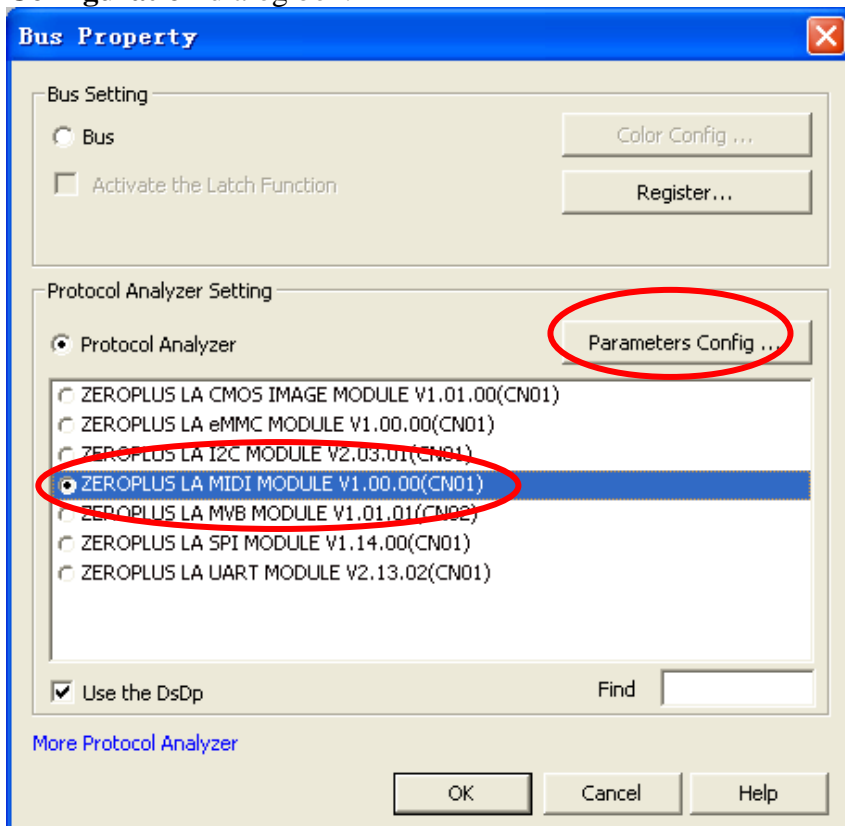 Bus Property
Bus Setting
Bus
Color Config ...
Activate the Latch Function
Register...
Protocol Analyzer Setting
Protocol Analyzer
Parameters Config ...
ZEROPLUS LA CMOS IMAGE MODULE V1.01.00(CN01)
ZEROPLUS LA eMMC MODULE V1.00.00(CN01)
ZEROPLUS LA I2C MODULE V2.03.01(CN01)
ZEROPLUS LA MIDI MODULE V1.00.00(CN01)
ZEROPLUS LA MVB MODULE V1.01.01(CN02)
ZEROPLUS LA SPI MODULE V1.14.00(CN01)
ZEROPLUS LA UART MODULE V2.13.02(CN01)
Use the DsDp
Find
More Protocol Analyzer
OK
Cancel
Help